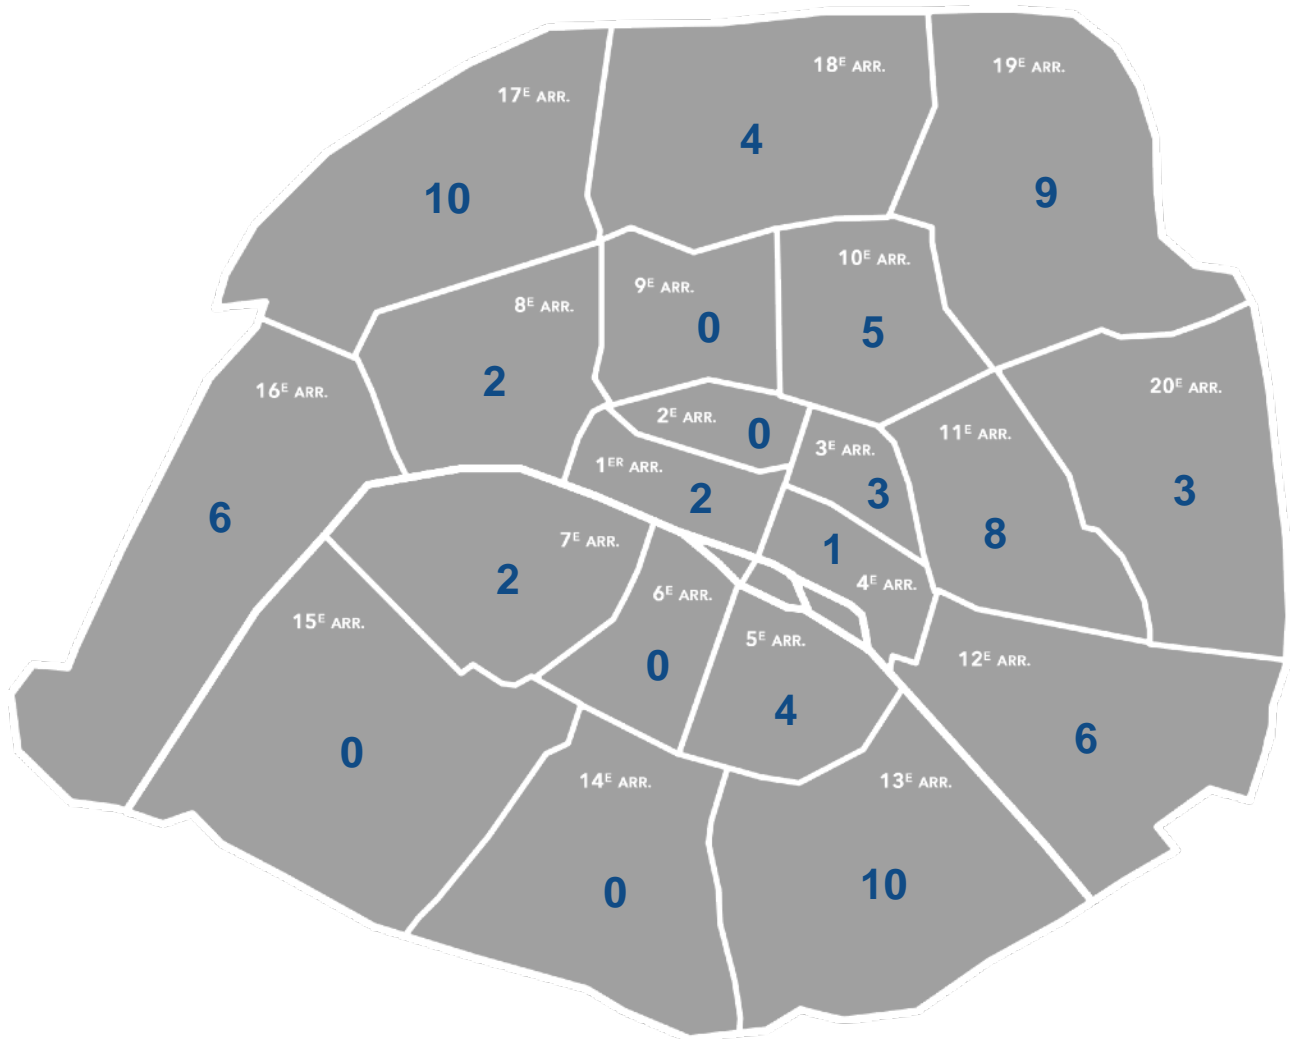 18E ARR.
4
19E ARR.
9
17E ARR.
10
10E ARR.
5
9E ARR.
0
8E ARR.
2
16E ARR.
6
20E ARR.
3
2E ARR.
0
11E ARR.
8
3E ARR.
3
1ER ARR.
2
7E ARR.
2
1
4E ARR.
6E ARR.
0
15E ARR.
0
5E ARR.
4
12E ARR.
6
14E ARR.
0
13E ARR.
10